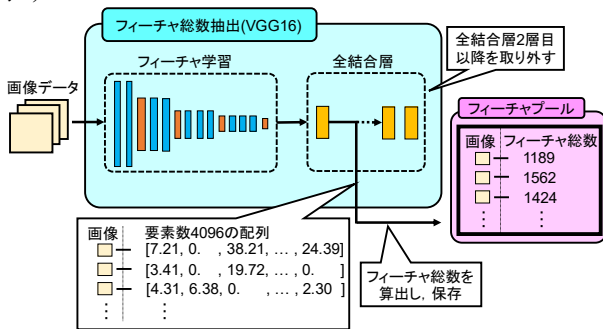 フィーチャ総数抽出(VGG16)
フィーチャ学習
全結合層
全結合層2層目
以降を取り外す
画像データ
フィーチャプール
画像 フィーチャ総数
1189
1562
1424
⋮ ⋮
画像 要素数4096の配列
[7.21, 0. , 38.21, … , 24.39]
[3.41, 0. , 19.72, … , 0. ]
[4.31, 6.38, 0. , … , 2.30 ]
⋮ ⋮
フィーチャ総数を
算出し, 保存